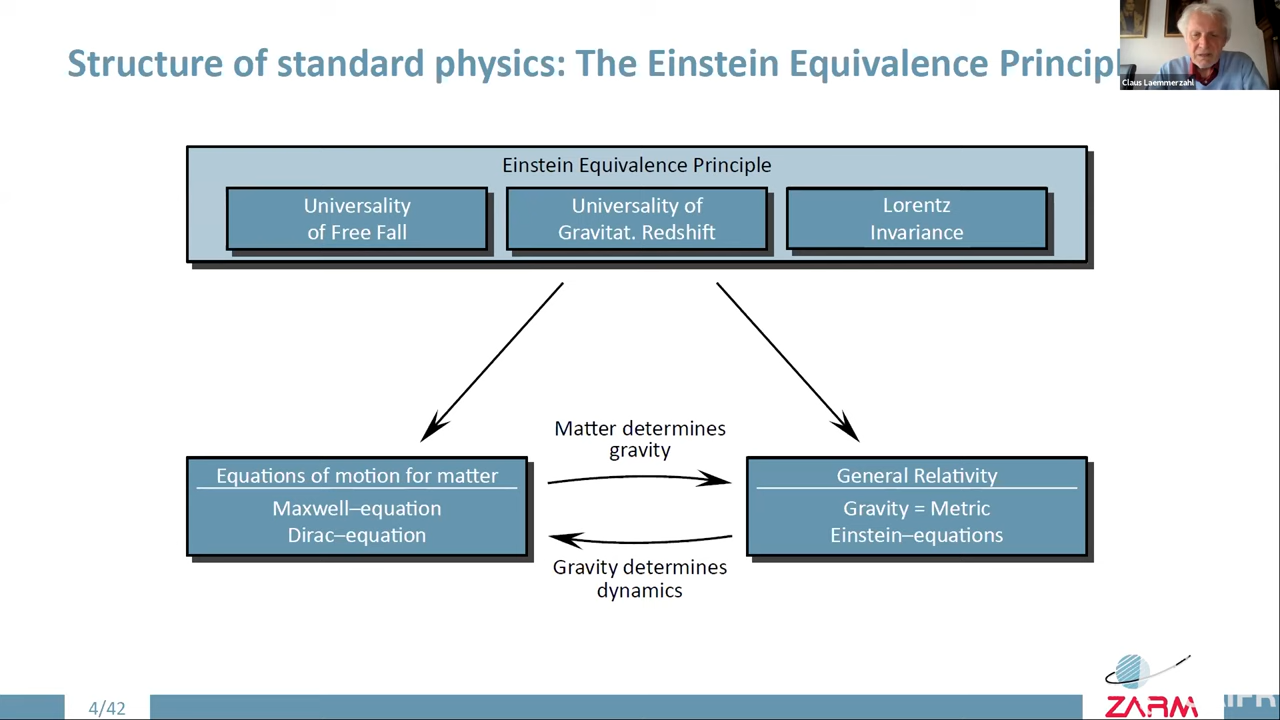 Structure of standard physics: The Einstein Equivalence Princip
Claus Laemmerzahl
Einstein Equivalence Principle
Universality
of Free Fall
Universality of
Gravitat. Redshift
Lorentz
Invariance
Matter determines
gravity
Equations of motion for matter
Maxwell–equation
Dirac–equation
General Relativity
Gravity = Metric
Einstein–equations
Gravity determines
dynamics
4/42
ZARM